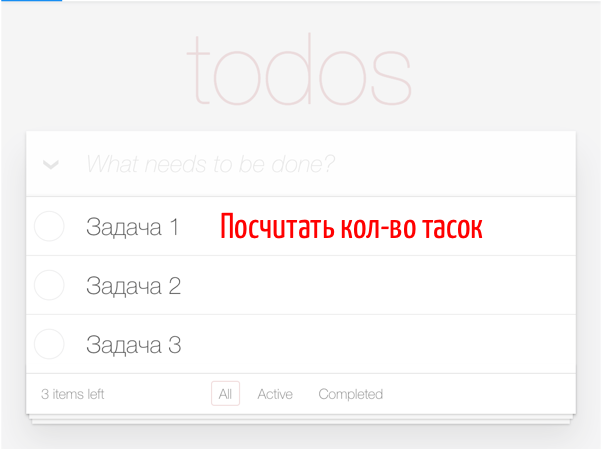 todos
What needs to be done?
Задача 1 Посчитать кол-во тасок
Задача 2
Задача 3
3 items left All Active Completed